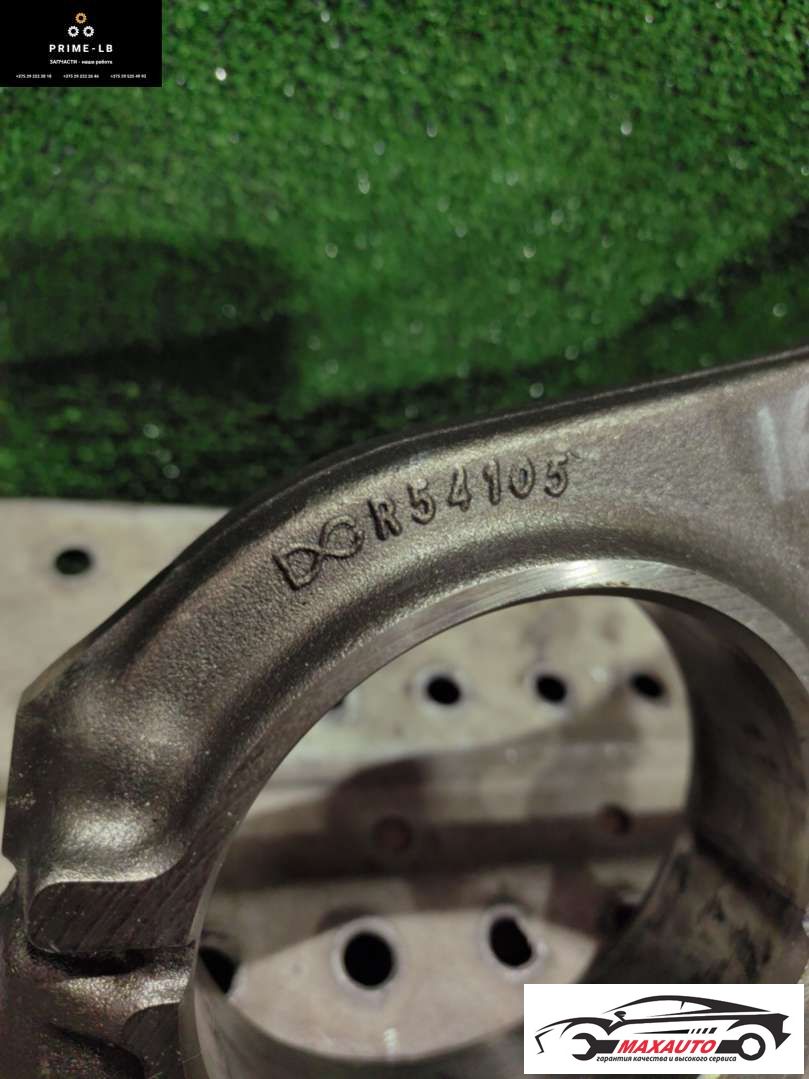 PRIME-LB
ЗАПЧАСТИ - наша работа
R54105
MAXAUTO
гарантия качества и высокого сервиса